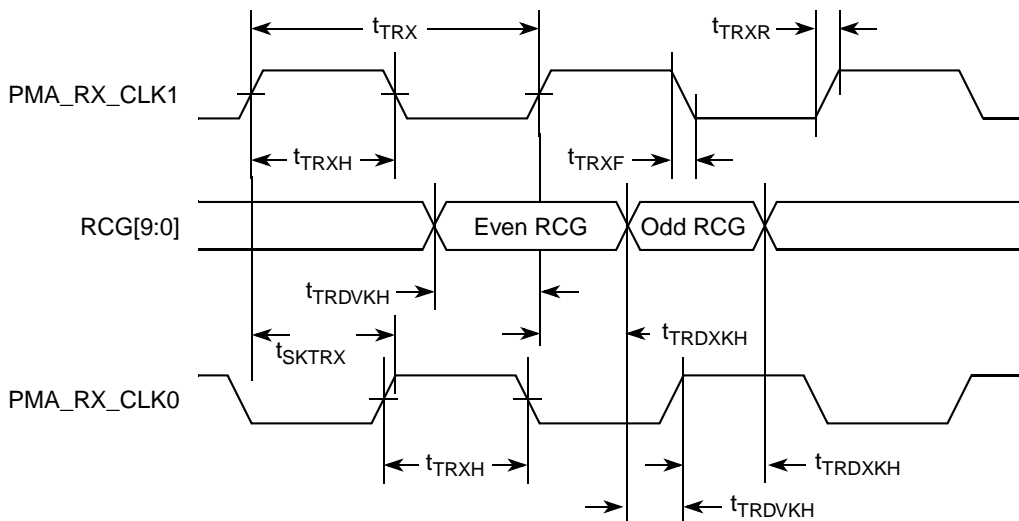 tTRX
tTRXR
PMA_RX_CLK1
tTRXH
tTRXF
RCG[9:0]
Even RCG
Odd RCG
tTRDVKH
tTRDXKH
tSKTRX
PMA_RX_CLK0
tTRXH
tTRDXKH
tTRDVKH